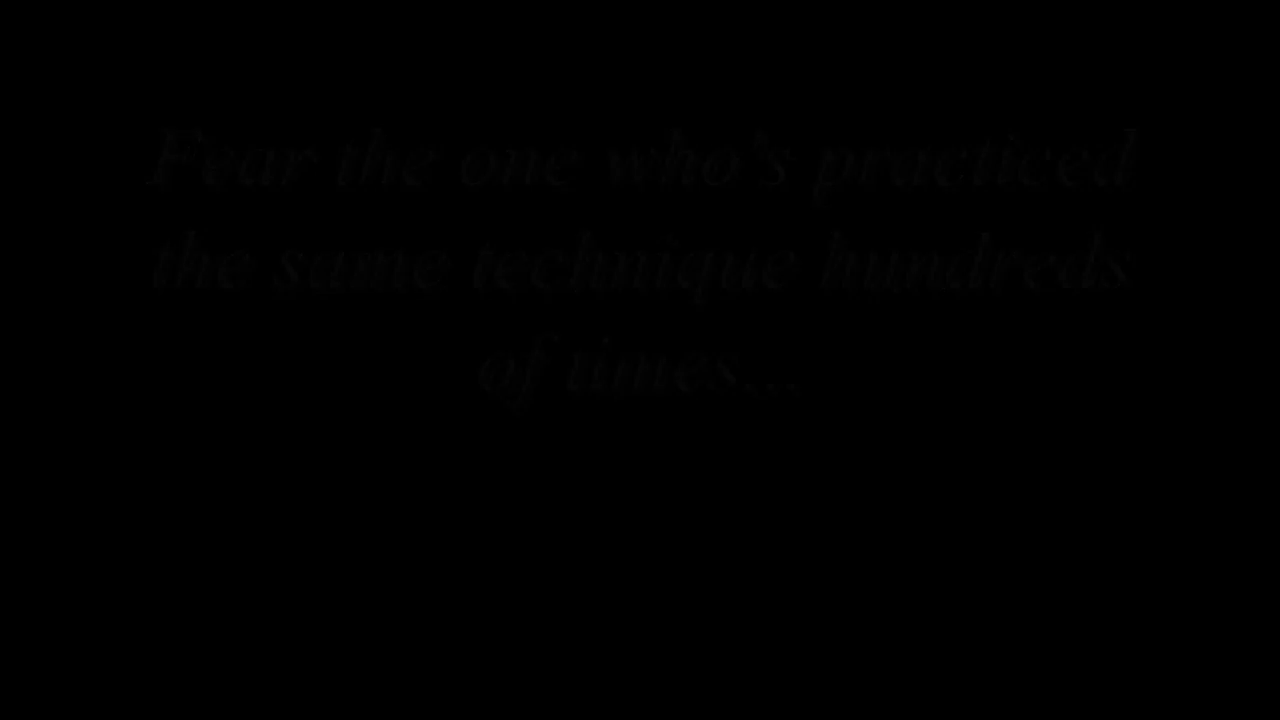 Fear the one who's practiced
the same technique hundreds
of times...